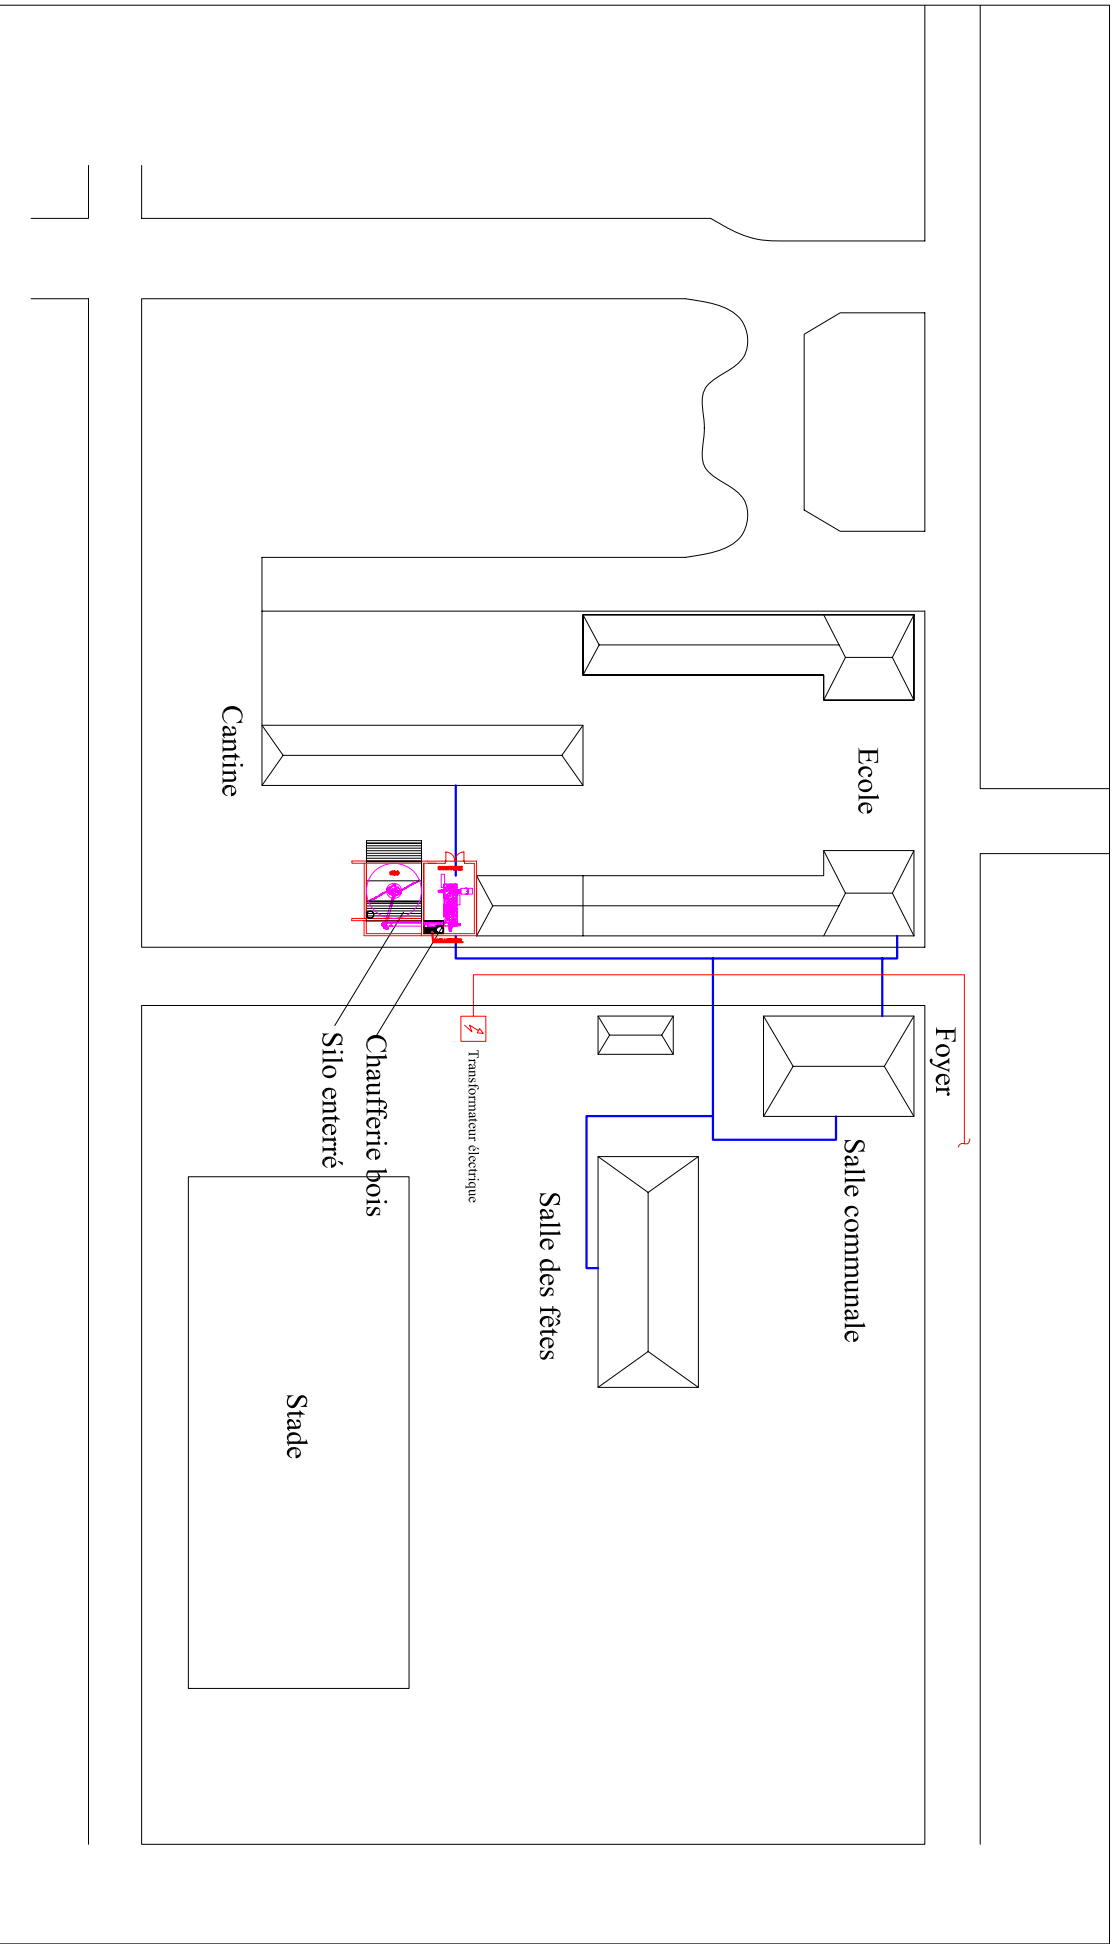 Ecole
Cantine
Foyer
Salle communale
Salle des fêtes
Transformateur électrique
Chaufferie bois
Silo enterré
Stade